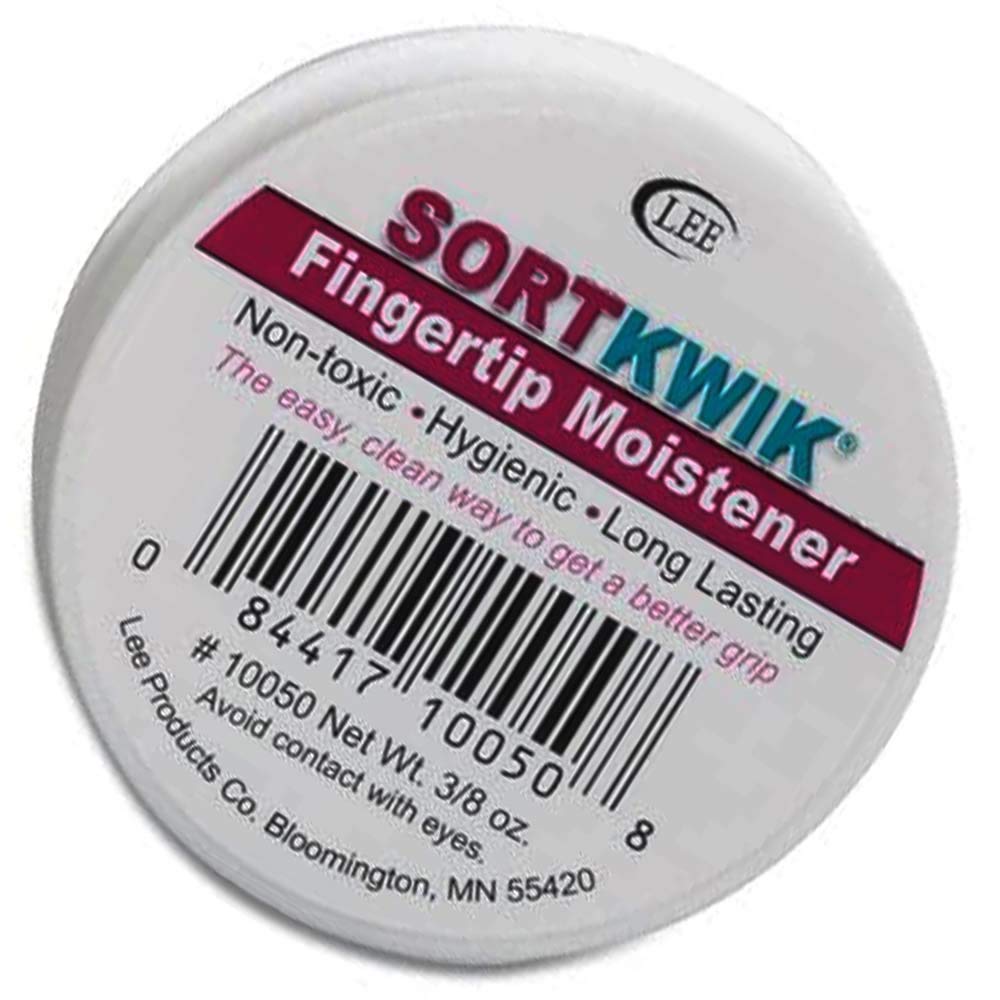 LEE
SORTKWIK®
Fingertip Moistener
Non-toxic • Hygienic • Long Lasting
The easy, clean way to get a better grip
0 84417 10050 8
# 10050 Net Wt. 3/8 oz.
Avoid contact with eyes.
Lee Products Co. Bloomington, MN 55420